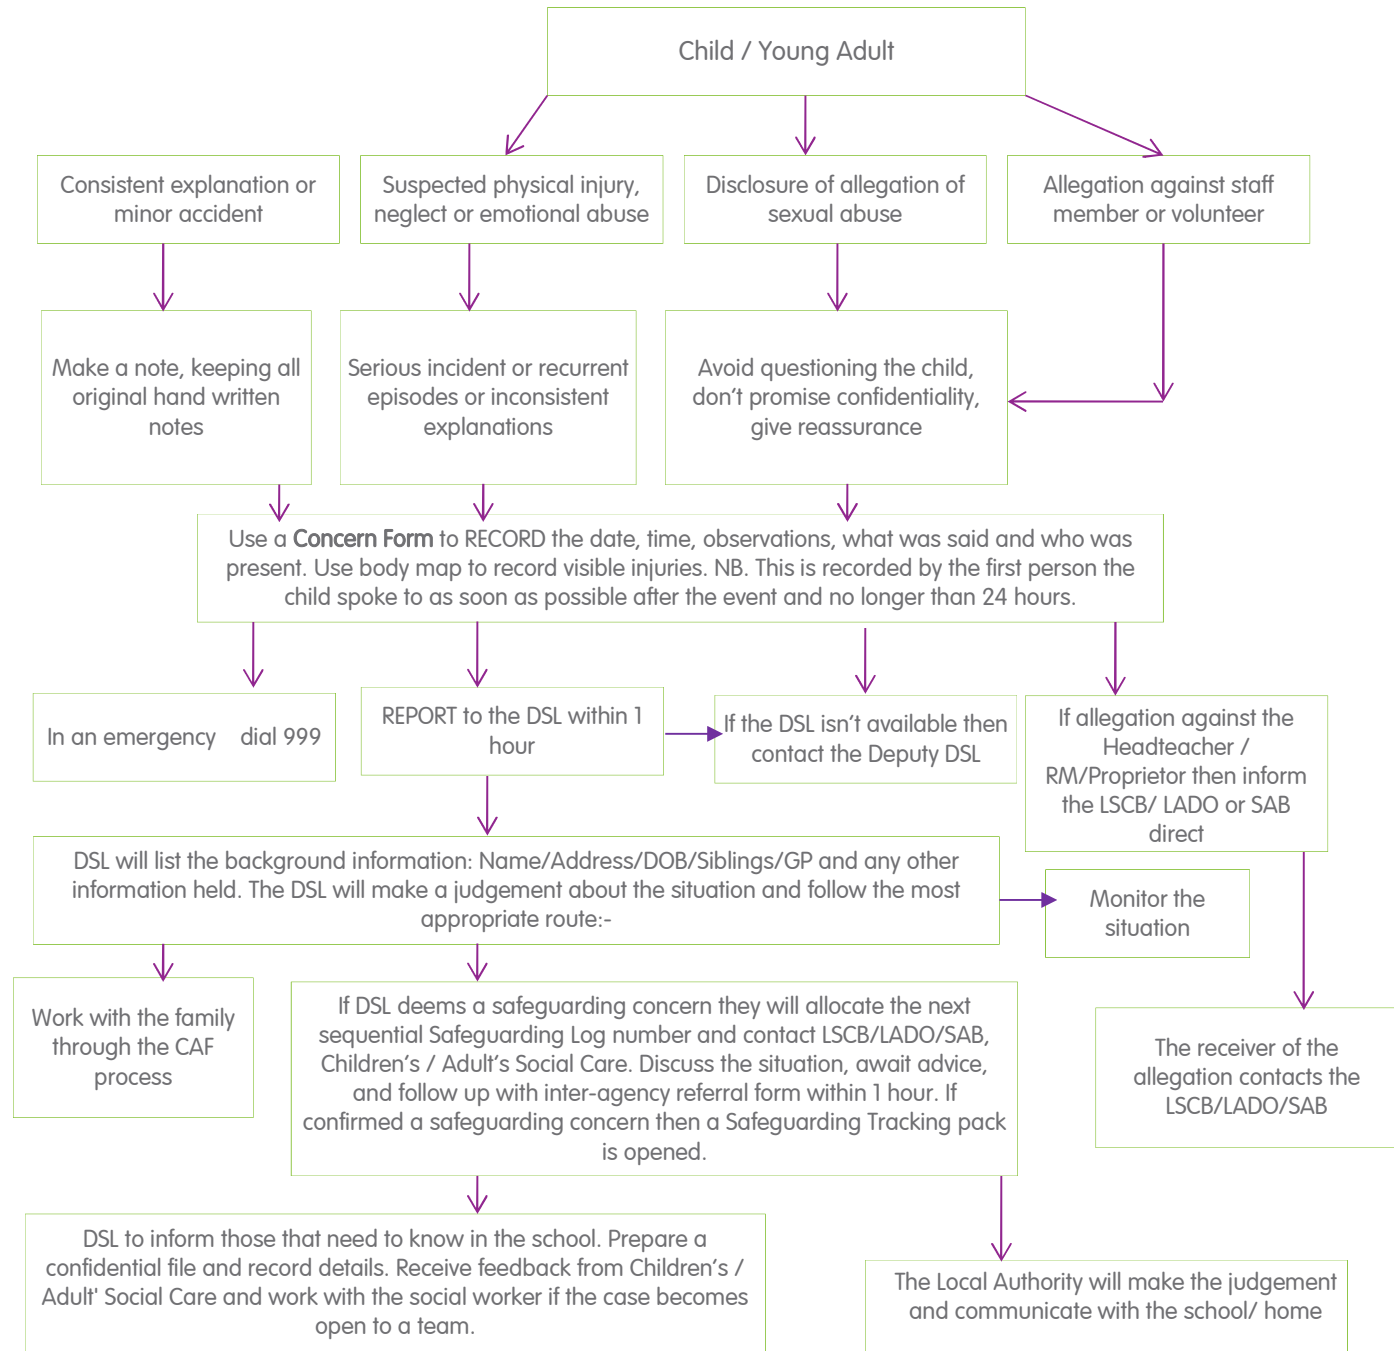 Child / Young Adult
Consistent explanation or
minor accident
Suspected physical injury,
neglect or emotional abuse
Disclosure of allegation of
sexual abuse
Allegation against staff
member or volunteer
Make a note, keeping all
original hand written
notes
Serious incident or recurrent
episodes or inconsistent
explanations
Avoid questioning the child,
don’t promise confidentiality,
give reassurance
Use a Concern Form to RECORD the date, time, observations, what was said and who was
present. Use body map to record visible injuries. NB. This is recorded by the first person the
child spoke to as soon as possible after the event and no longer than 24 hours.
In an emergency dial 999
REPORT to the DSL within 1
hour
If the DSL isn’t available then
contact the Deputy DSL
If allegation against the
Headteacher /
RM/Proprietor then inform
the LSCB/ LADO or SAB
direct
DSL will list the background information: Name/Address/DOB/Siblings/GP and any other
information held. The DSL will make a judgement about the situation and follow the most
appropriate route:-
Monitor the
situation
Work with the family
through the CAF
process
If DSL deems a safeguarding concern they will allocate the next
sequential Safeguarding Log number and contact LSCB/LADO/SAB,
Children’s / Adult’s Social Care. Discuss the situation, await advice,
and follow up with inter-agency referral form within 1 hour. If
confirmed a safeguarding concern then a Safeguarding Tracking pack
is opened.
The receiver of the
allegation contacts the
LSCB/LADO/SAB
DSL to inform those that need to know in the school. Prepare a
confidential file and record details. Receive feedback from Children’s /
Adult' Social Care and work with the social worker if the case becomes
open to a team.
The Local Authority will make the judgement
and communicate with the school/ home